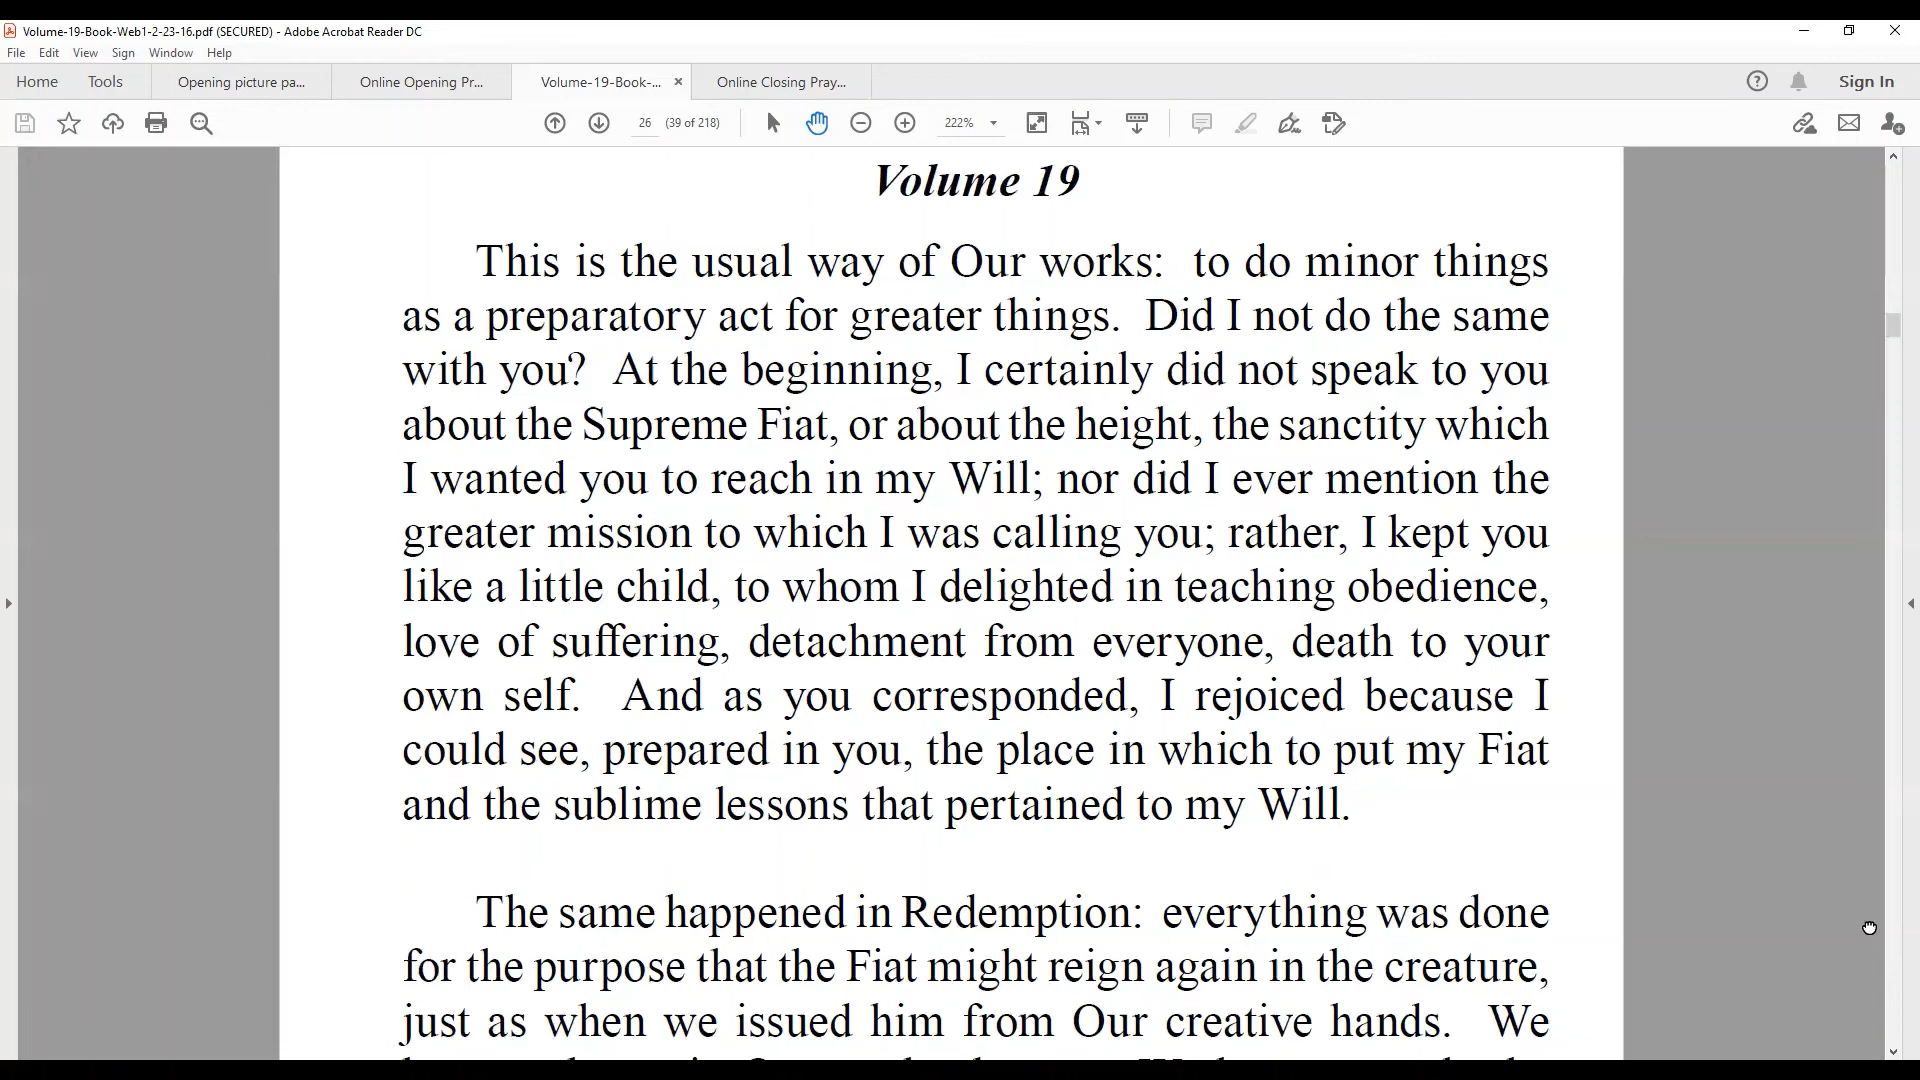 Volume-19-Book-Web1-2-23-16.pdf (SECURED) - Adobe Acrobat Reader DC
File Edit View Sign Window Help
Home Tools Opening picture pa... Online Opening Pr... Volume-19-Book-... × Online Closing Pray... Sign In
26 (39 of 218) 222%
Volume 19
This is the usual way of Our works: to do minor things
as a preparatory act for greater things. Did I not do the same
with you? At the beginning, I certainly did not speak to you
about the Supreme Fiat, or about the height, the sanctity which
I wanted you to reach in my Will; nor did I ever mention the
greater mission to which I was calling you; rather, I kept you
like a little child, to whom I delighted in teaching obedience,
love of suffering, detachment from everyone, death to your
own self. And as you corresponded, I rejoiced because I
could see, prepared in you, the place in which to put my Fiat
and the sublime lessons that pertained to my Will.
The same happened in Redemption: everything was done
for the purpose that the Fiat might reign again in the creature,
just as when we issued him from Our creative hands. We